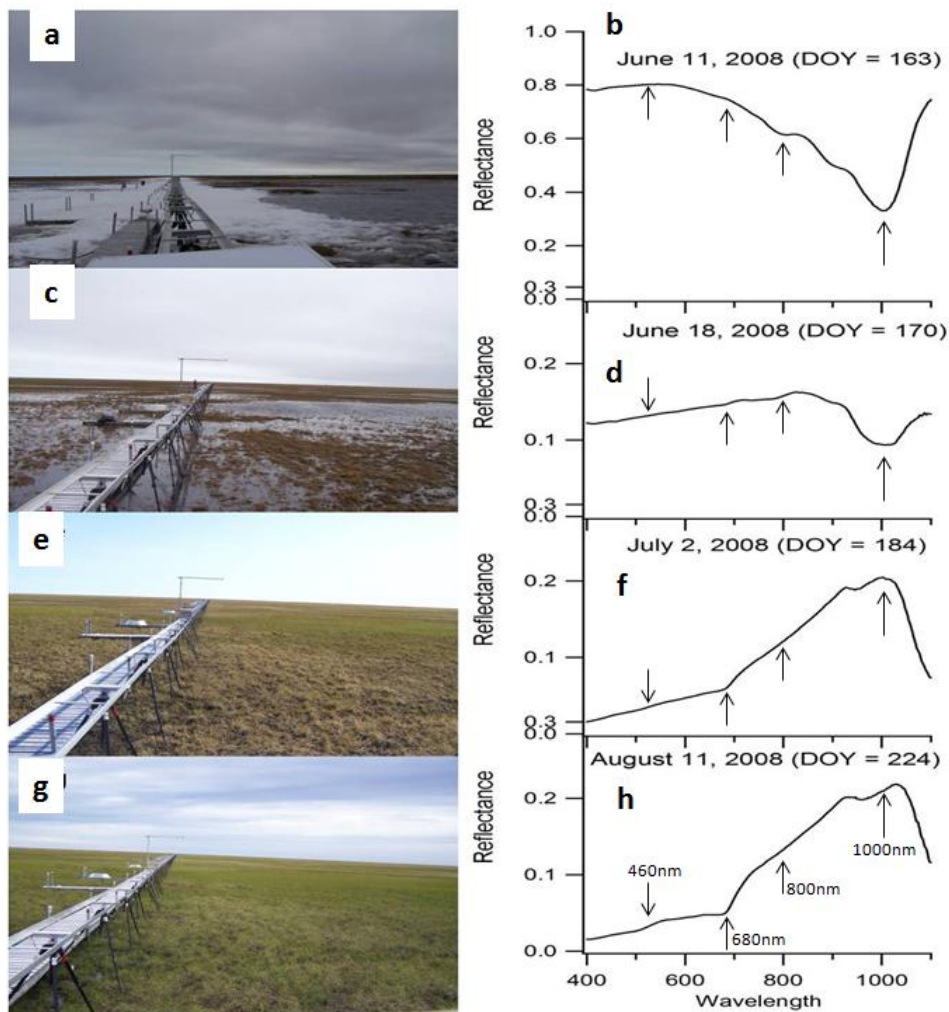 a
b
1.0
June 11, 2008 (DOY = 163)
0.8
0.6
0.4
0.2
Reflectance
0.3
0.0
c
June 18, 2008 (DOY = 170)
0.2
d
0.1
Reflectance
0.3
0.0
e
July 2, 2008 (DOY = 184)
f
0.2
0.1
Reflectance
0.3
0.0
g
August 11, 2008 (DOY = 224)
h
0.2
0.1
0.0
Reflectance
460nm
680nm
800nm
1000nm
400 600 800 1000
Wavelength